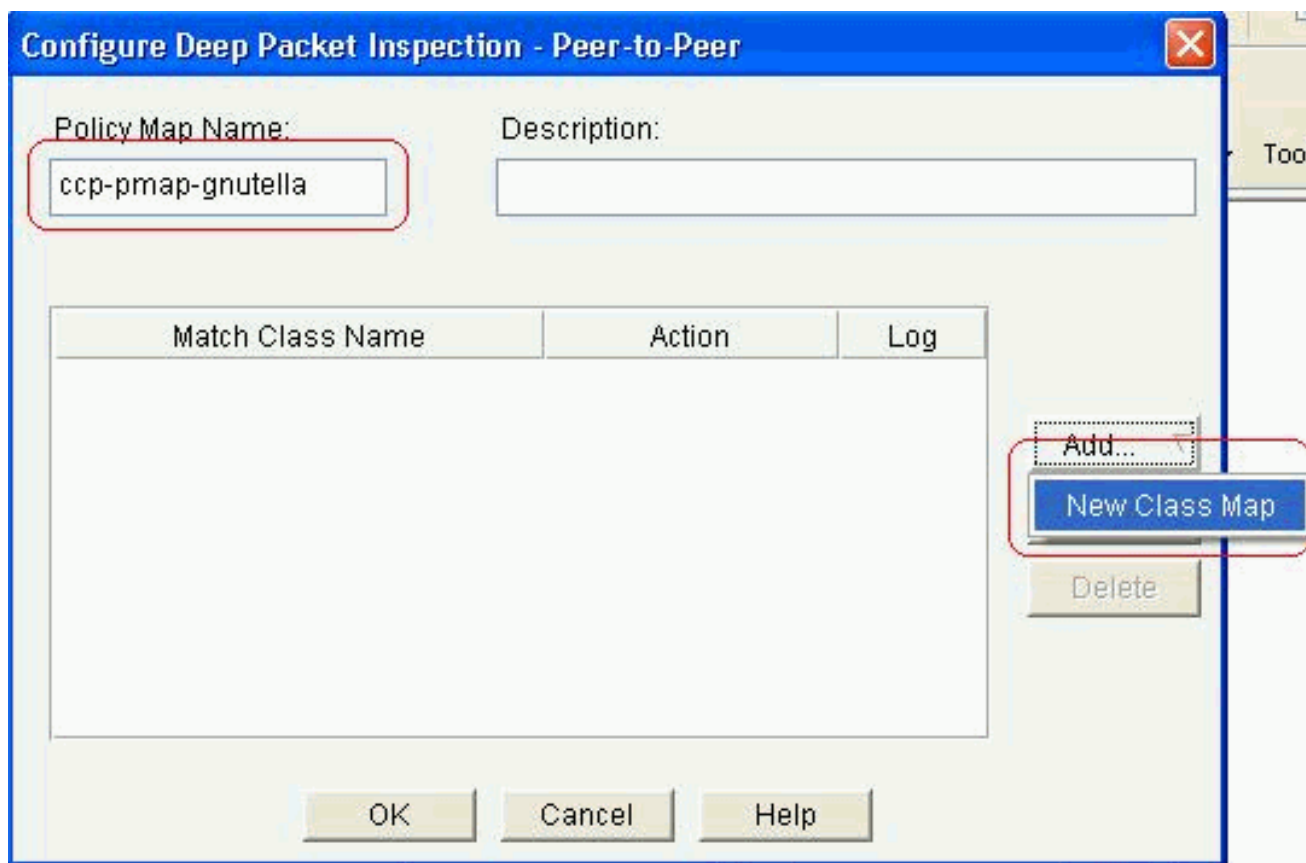 Configure Deep Packet Inspection - Peer-to-Peer
Policy Map Name:
Description:
ccp-pmap-gnutella
Match Class Name
Action
Log
Add...
New Class Map
Delete
OK
Cancel
Help
Too